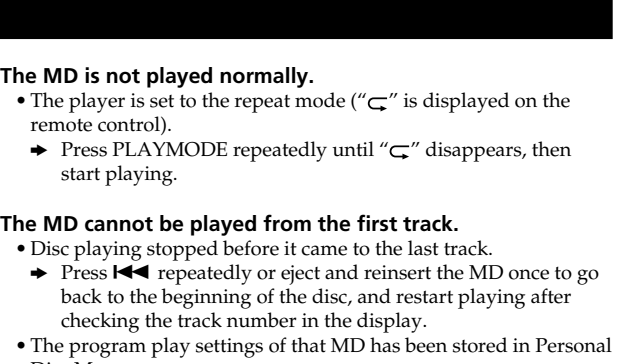 The MD is not played normally.
• The player is set to the repeat mode (“⊂” is displayed on the
remote control).
➜ Press PLAYMODE repeatedly until “⊂” disappears, then
start playing.
The MD cannot be played from the first track.
• Disc playing stopped before it came to the last track.
➜ Press ⏮ repeatedly or eject and reinsert the MD once to go
back to the beginning of the disc, and restart playing after
checking the track number in the display.
• The program play settings of that MD has been stored in Personal